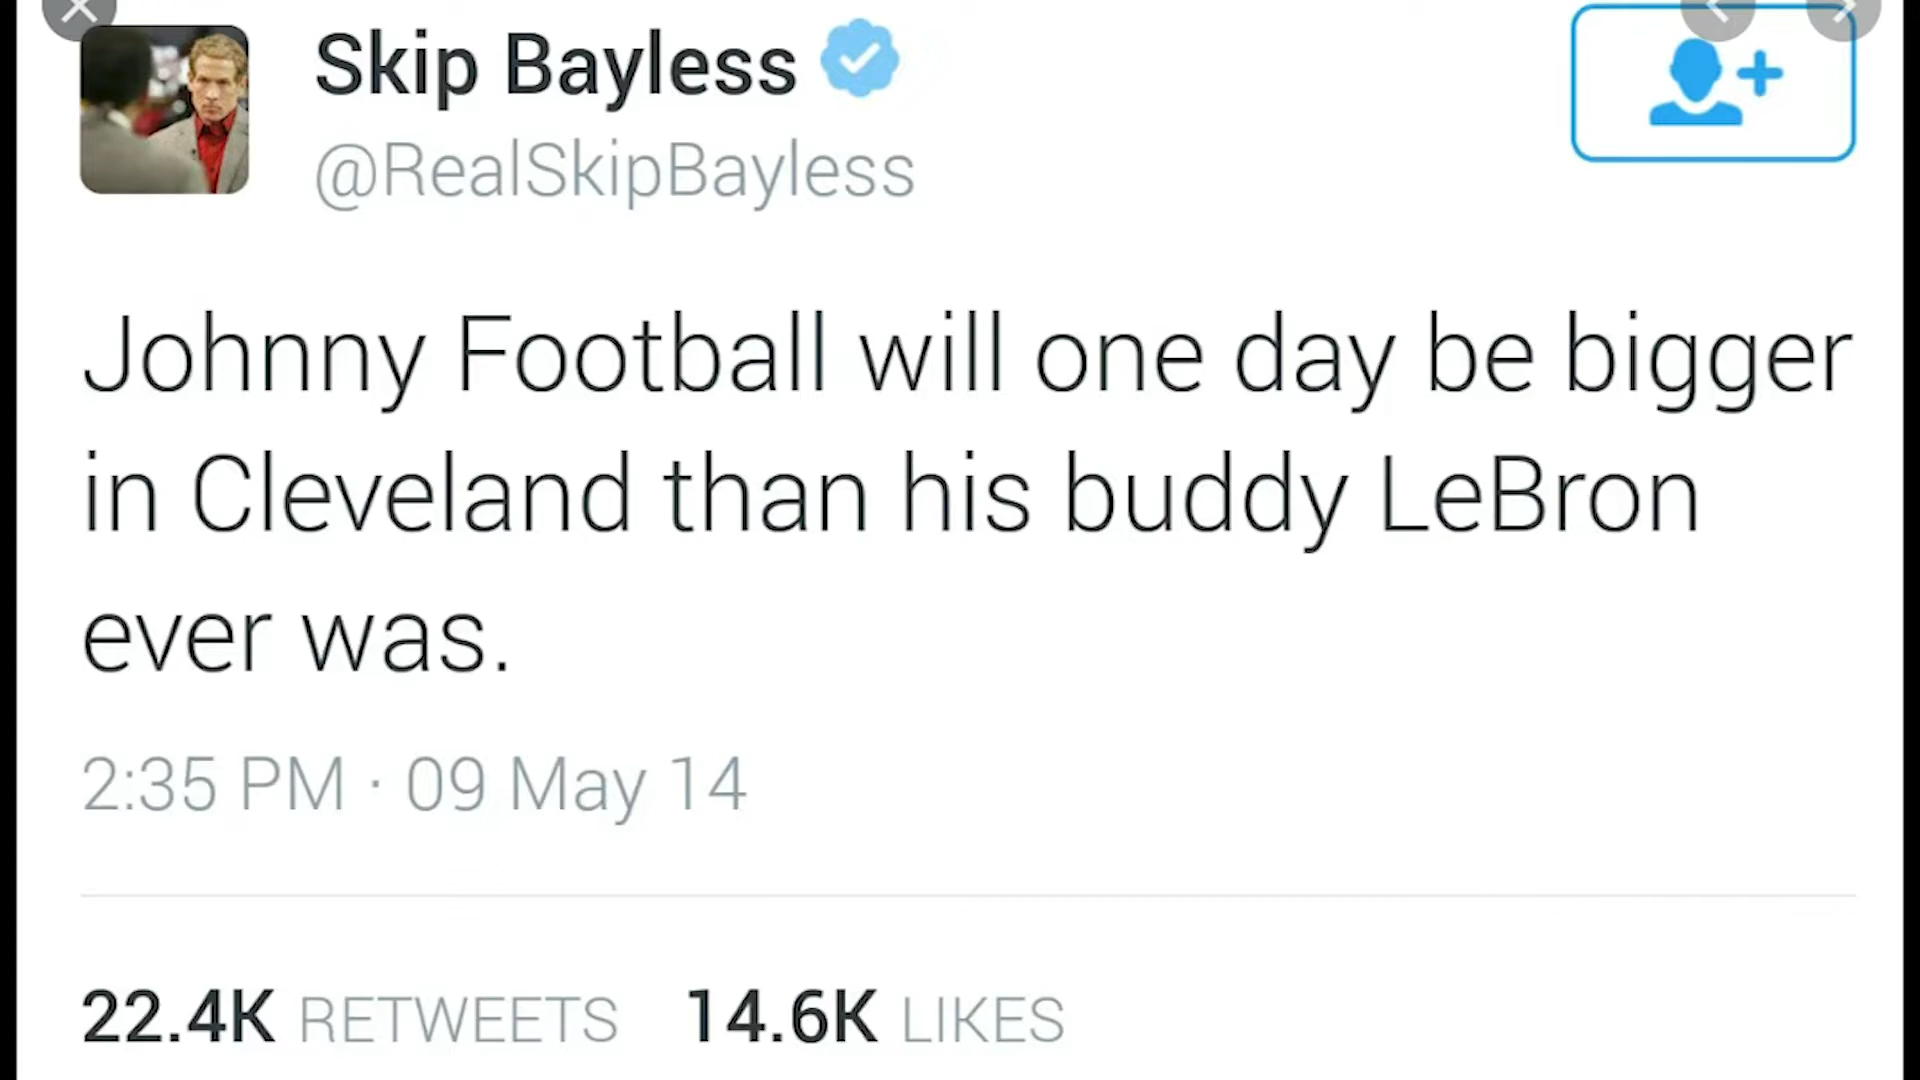 Skip Bayless
@RealSkipBayless
Johnny Football will one day be bigger
in Cleveland than his buddy LeBron
ever was.
2:35 PM · 09 May 14
22.4K RETWEETS 14.6K LIKES